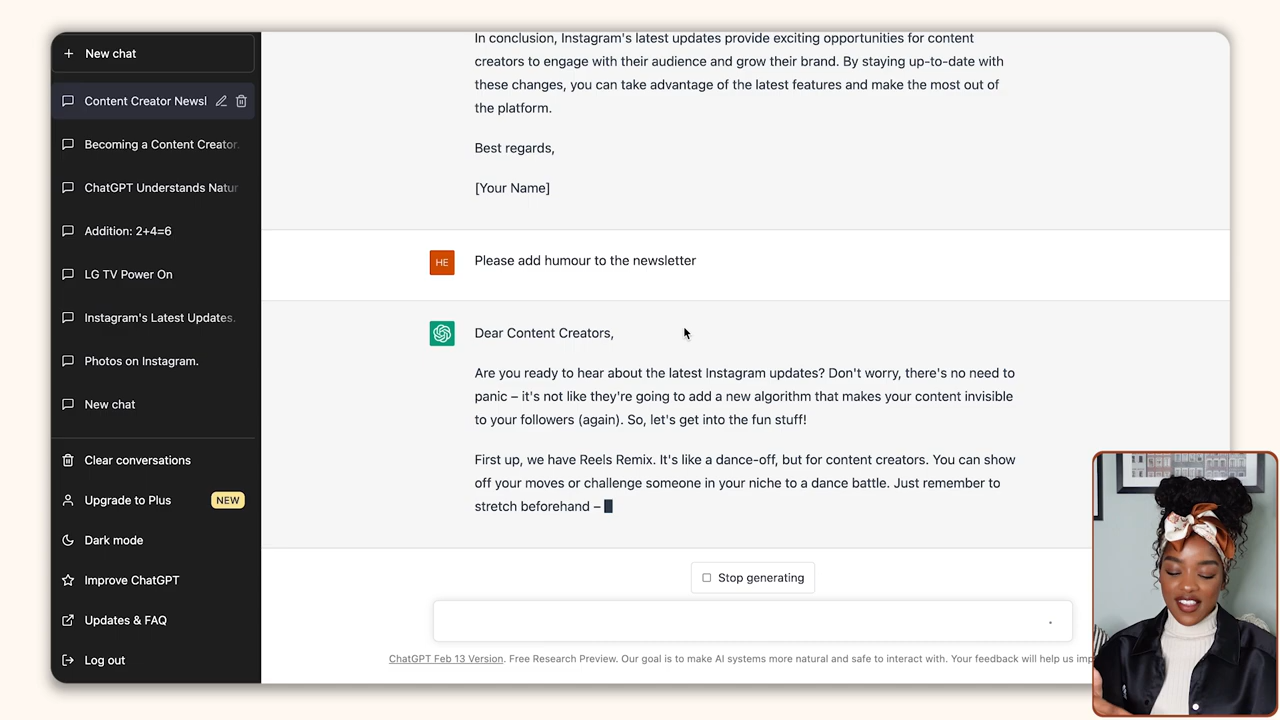 New chat
Content Creator Newsl
Becoming a Content Creator.
ChatGPT Understands Natur
Addition: 2+4=6
LG TV Power On
Instagram's Latest Updates.
Photos on Instagram.
New chat
Clear conversations
Upgrade to Plus NEW
Dark mode
Improve ChatGPT
Updates & FAQ
Log out
In conclusion, Instagram's latest updates provide exciting opportunities for content
creators to engage with their audience and grow their brand. By staying up-to-date with
these changes, you can take advantage of the latest features and make the most out of
the platform.
Best regards,
[Your Name]
HE Please add humour to the newsletter
Dear Content Creators,
Are you ready to hear about the latest Instagram updates? Don't worry, there's no need to
panic – it's not like they're going to add a new algorithm that makes your content invisible
to your followers (again). So, let's get into the fun stuff!
First up, we have Reels Remix. It's like a dance-off, but for content creators. You can show
off your moves or challenge someone in your niche to a dance battle. Just remember to
stretch beforehand –
Stop generating
ChatGPT Feb 13 Version. Free Research Preview. Our goal is to make AI systems more natural and safe to interact with. Your feedback will help us imp